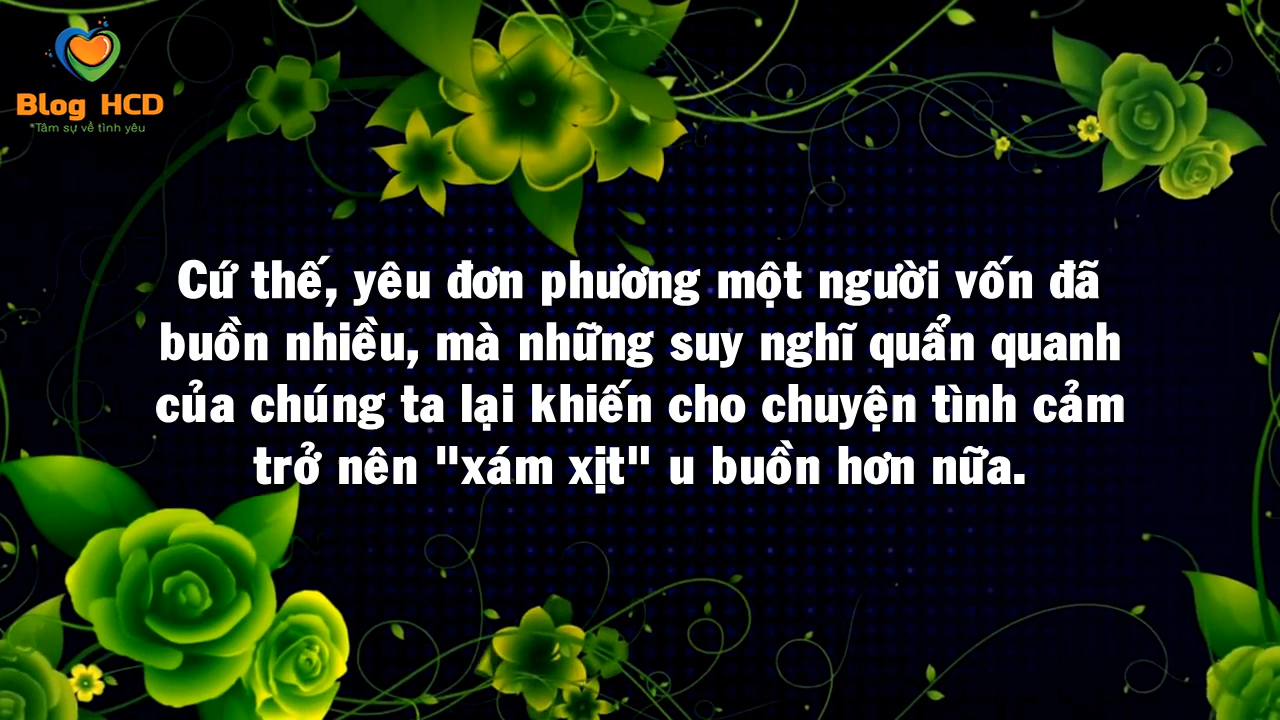 Blog HCD
*Tâm sự về tình yêu
Cứ thế, yêu đơn phương một người vốn đã
buồn nhiều, mà những suy nghĩ quẩn quanh
của chúng ta lại khiến cho chuyện tình cảm
trở nên "xám xịt" u buồn hơn nữa.